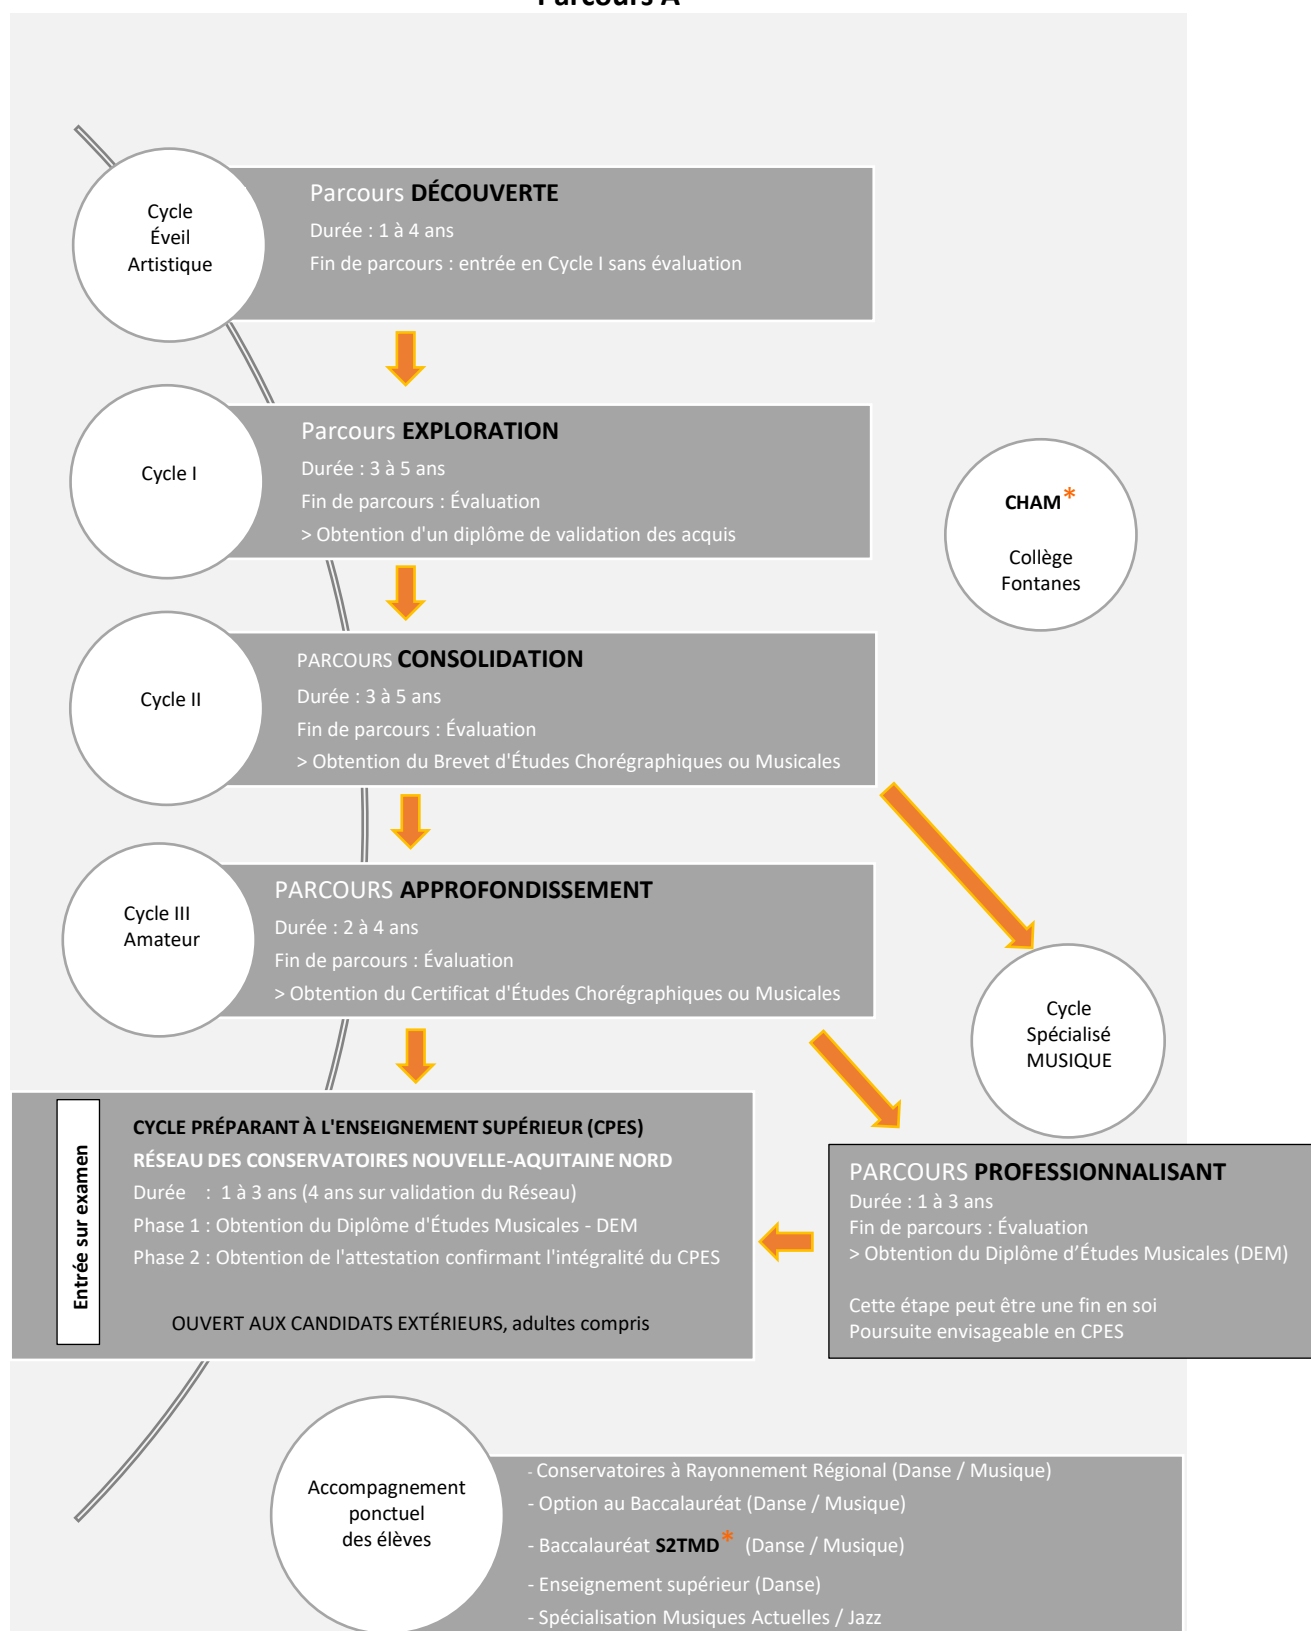 Parcours A
Cycle
Éveil
Artistique
Parcours DÉCOUVERTE
Durée : 1 à 4 ans
Fin de parcours : entrée en Cycle I sans évaluation
Cycle I
Parcours EXPLORATION
Durée : 3 à 5 ans
Fin de parcours : Évaluation
> Obtention d'un diplôme de validation des acquis
CHAM*
Collège
Fontanes
Cycle II
PARCOURS CONSOLIDATION
Durée : 3 à 5 ans
Fin de parcours : Évaluation
> Obtention du Brevet d'Études Chorégraphiques ou Musicales
Cycle III
Amateur
PARCOURS APPROFONDISSEMENT
Durée : 2 à 4 ans
Fin de parcours : Évaluation
> Obtention du Certificat d'Études Chorégraphiques ou Musicales
Cycle
Spécialisé
MUSIQUE
Entrée sur examen
CYCLE PRÉPARANT À L'ENSEIGNEMENT SUPÉRIEUR (CPES)
RÉSEAU DES CONSERVATOIRES NOUVELLE-AQUITAINE NORD
Durée : 1 à 3 ans (4 ans sur validation du Réseau)
Phase 1 : Obtention du Diplôme d'Études Musicales - DEM
Phase 2 : Obtention de l'attestation confirmant l'intégralité du CPES
OUVERT AUX CANDIDATS EXTÉRIEURS, adultes compris
PARCOURS PROFESSIONNALISANT
Durée : 1 à 3 ans
Fin de parcours : Évaluation
> Obtention du Diplôme d’Études Musicales (DEM)
Cette étape peut être une fin en soi
Poursuite envisageable en CPES
Accompagnement
ponctuel
des élèves
- Conservatoires à Rayonnement Régional (Danse / Musique)
- Option au Baccalauréat (Danse / Musique)
- Baccalauréat S2TMD* (Danse / Musique)
- Enseignement supérieur (Danse)
- Spécialisation Musiques Actuelles / Jazz